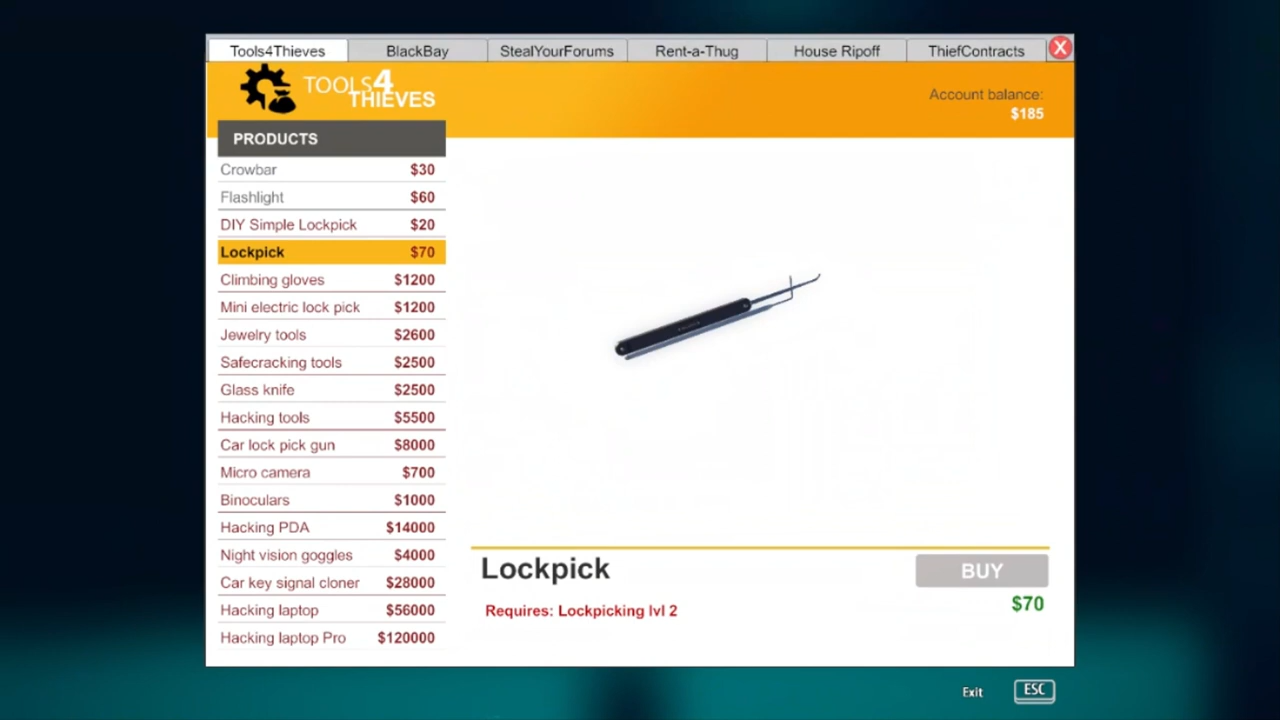 Tools4Thieves BlackBay StealYourForums Rent-a-Thug House Ripoff ThiefContracts X
TOOLS4
THIEVES
Account balance:
$185
PRODUCTS
Crowbar $30
Flashlight $60
DIY Simple Lockpick $20
Lockpick $70
Climbing gloves $1200
Mini electric lock pick $1200
Jewelry tools $2600
Safecracking tools $2500
Glass knife $2500
Hacking tools $5500
Car lock pick gun $8000
Micro camera $700
Binoculars $1000
Hacking PDA $14000
Night vision goggles $4000
Car key signal cloner $28000
Hacking laptop $56000
Hacking laptop Pro $120000
Lockpick BUY
$70
Requires: Lockpicking lvl 2
Exit ESC